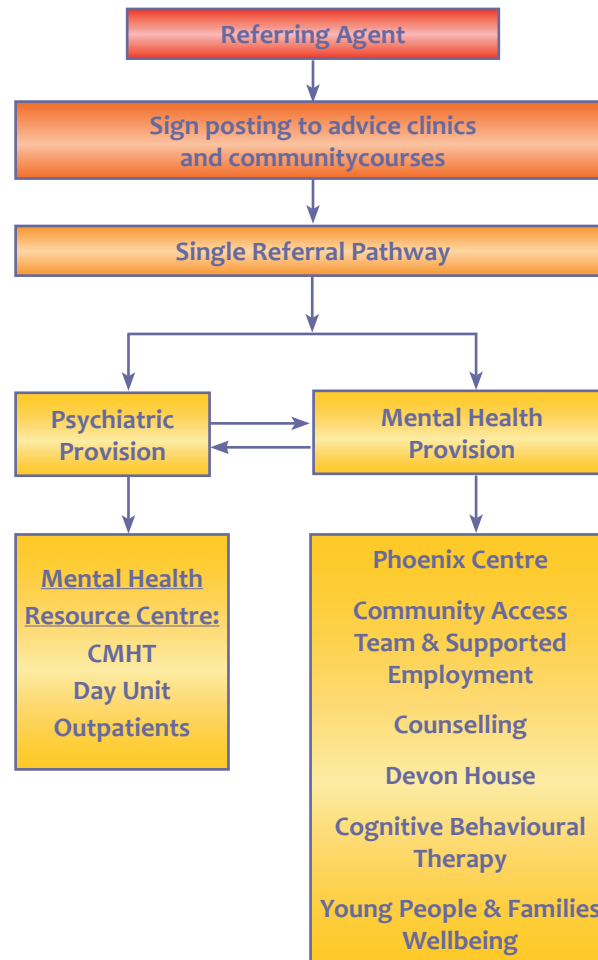 Referring Agent
Sign posting to advice clinics
and communitycourses
Single Referral Pathway
Psychiatric
Provision
Mental Health
Provision
Mental Health
Resource Centre:
CMHT
Day Unit
Outpatients
Phoenix Centre
Community Access
Team & Supported
Employment
Counselling
Devon House
Cognitive Behavioural
Therapy
Young People & Families
Wellbeing